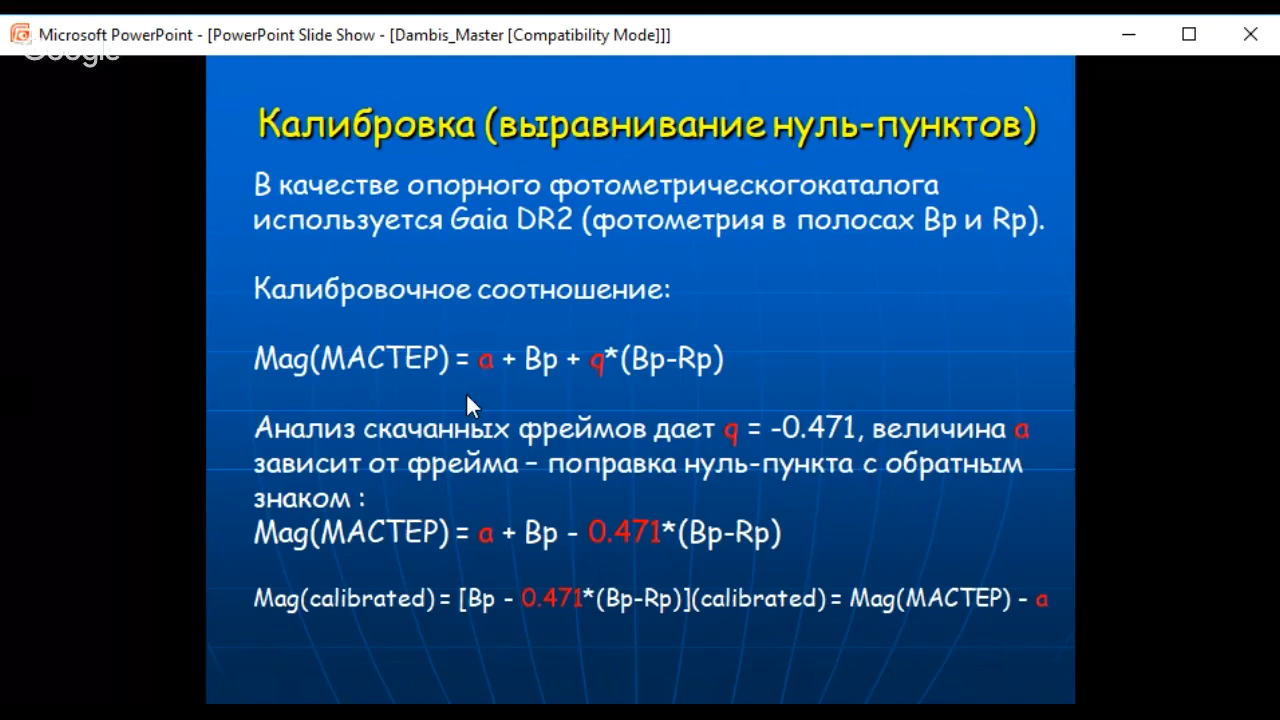 Microsoft PowerPoint - [PowerPoint Slide Show - [Dambis_Master [Compatibility Mode]]]
Google
Калибровка (выравнивание нуль-пунктов)
В качестве опорного фотометрическогокаталога
используется Gaia DR2 (фотометрия в полосах Bp и Rp).
Калибровочное соотношение:
Mag(МАСТЕР) = a + Bp + q*(Bp-Rp)
Анализ скачанных фреймов дает q = -0.471, величина a
зависит от фрейма – поправка нуль-пункта с обратным
знаком :
Mag(МАСТЕР) = a + Bp - 0.471*(Bp-Rp)
Mag(calibrated) = [Bp - 0.471*(Bp-Rp)](calibrated) = Mag(МАСТЕР) - a